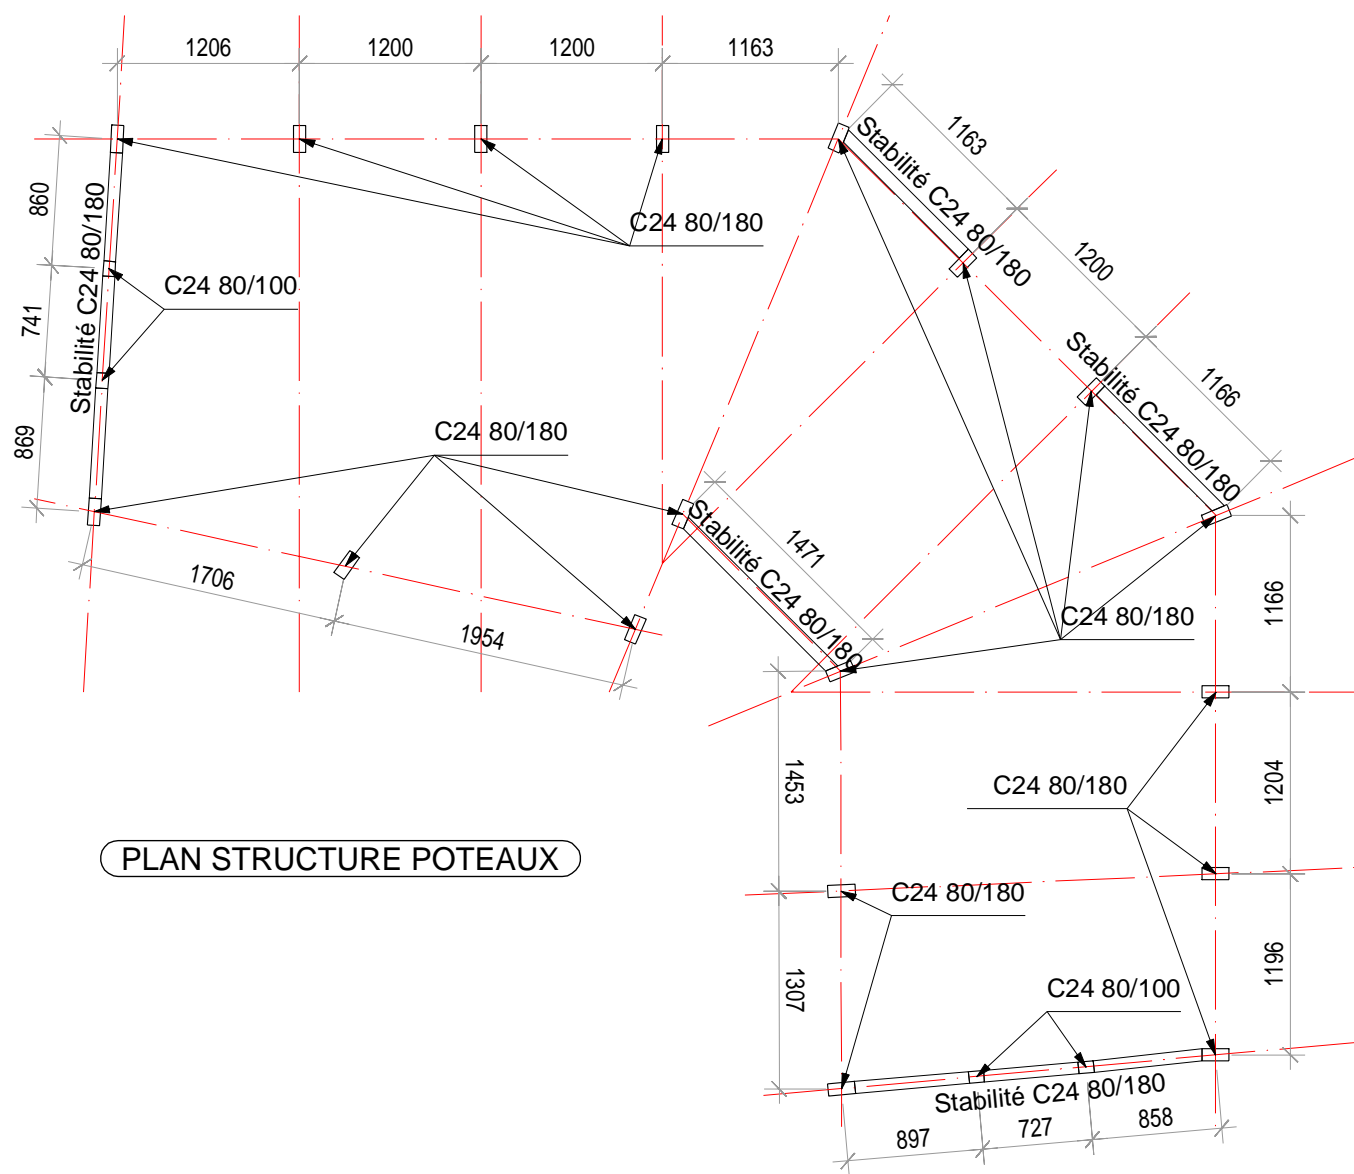 1206
1200
1200
1163
1163
1200
1166
Stabilité C24 80/180
Stabilité C24 80/180
860
741
869
Stabilité C24 80/180
C24 80/180
C24 80/100
C24 80/180
1706
1954
Stabilité C24 80/180
1471
C24 80/180
1166
1453
C24 80/180
1204
PLAN STRUCTURE POTEAUX
C24 80/180
1307
1196
C24 80/100
Stabilité C24 80/180
897
727
858